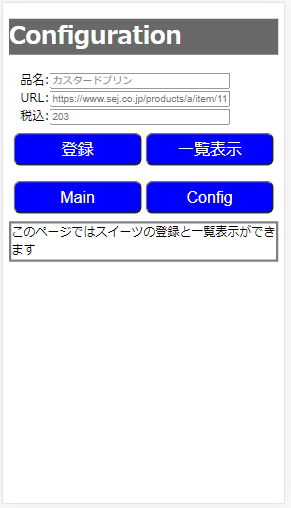 Configuration
品名: カスタードプリン
URL: https://www.sej.co.jp/products/a/item/11
税込: 203
登録 一覧表示
Main Config
このページではスイーツの登録と一覧表示ができ
ます